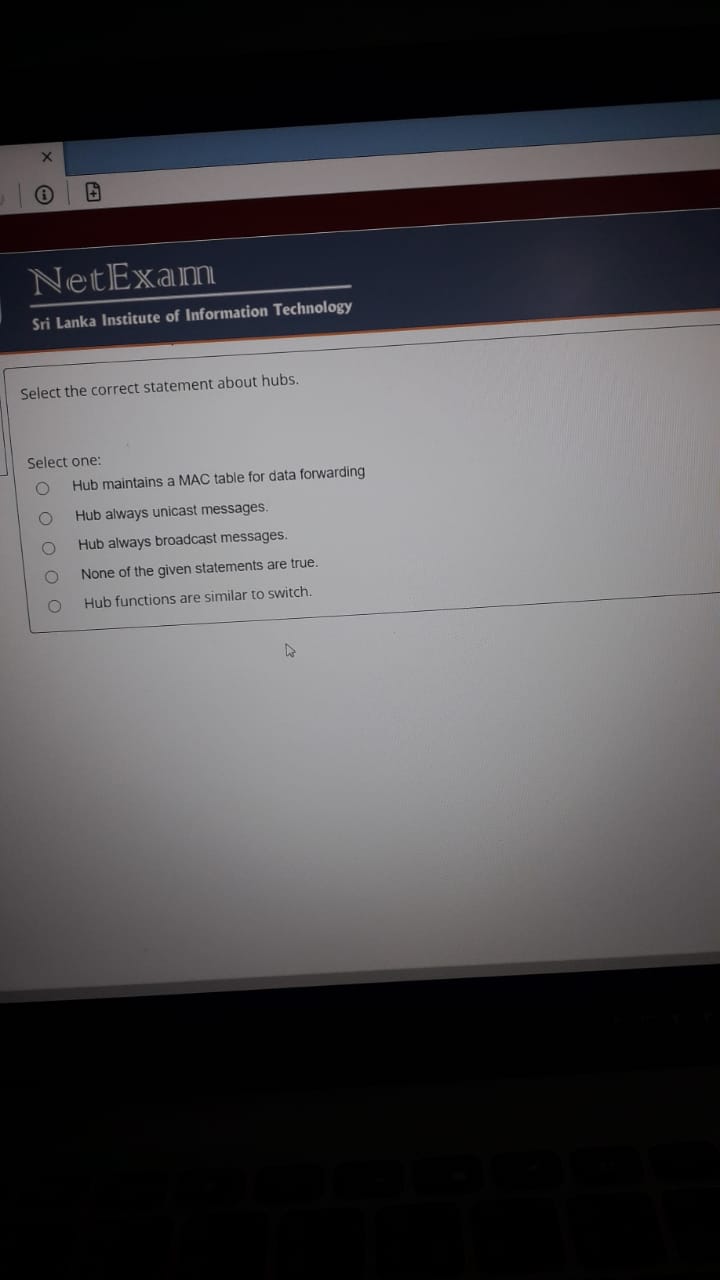 NetExam
Sri Lanka Institute of Information Technology
Select the correct statement about hubs.
Select one:
Hub maintains a MAC table for data forwarding
Hub always unicast messages.
Hub always broadcast messages.
None of the given statements are true.
Hub functions are similar to switch.